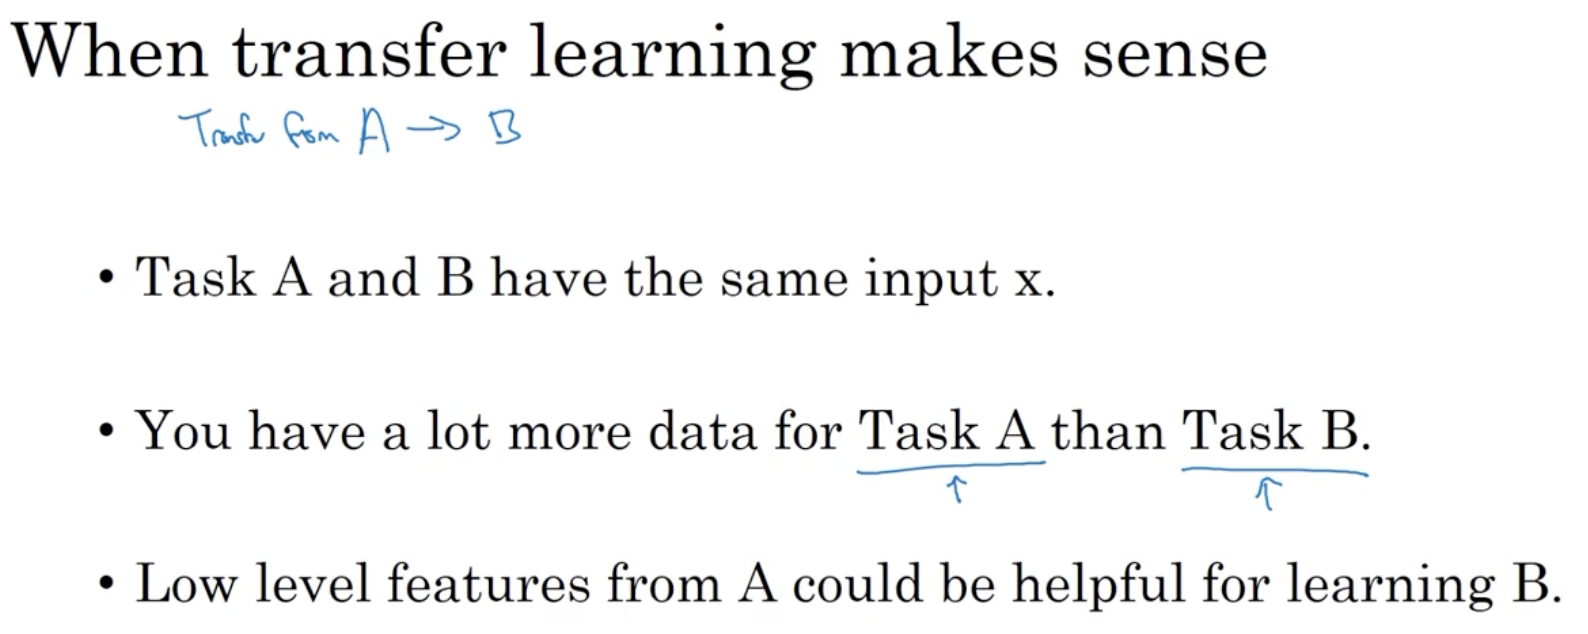 When transfer learning makes sense
Transfer from A → B
• Task A and B have the same input x.
• You have a lot more data for Task A than Task B.
↑ ↑
• Low level features from A could be helpful for learning B.